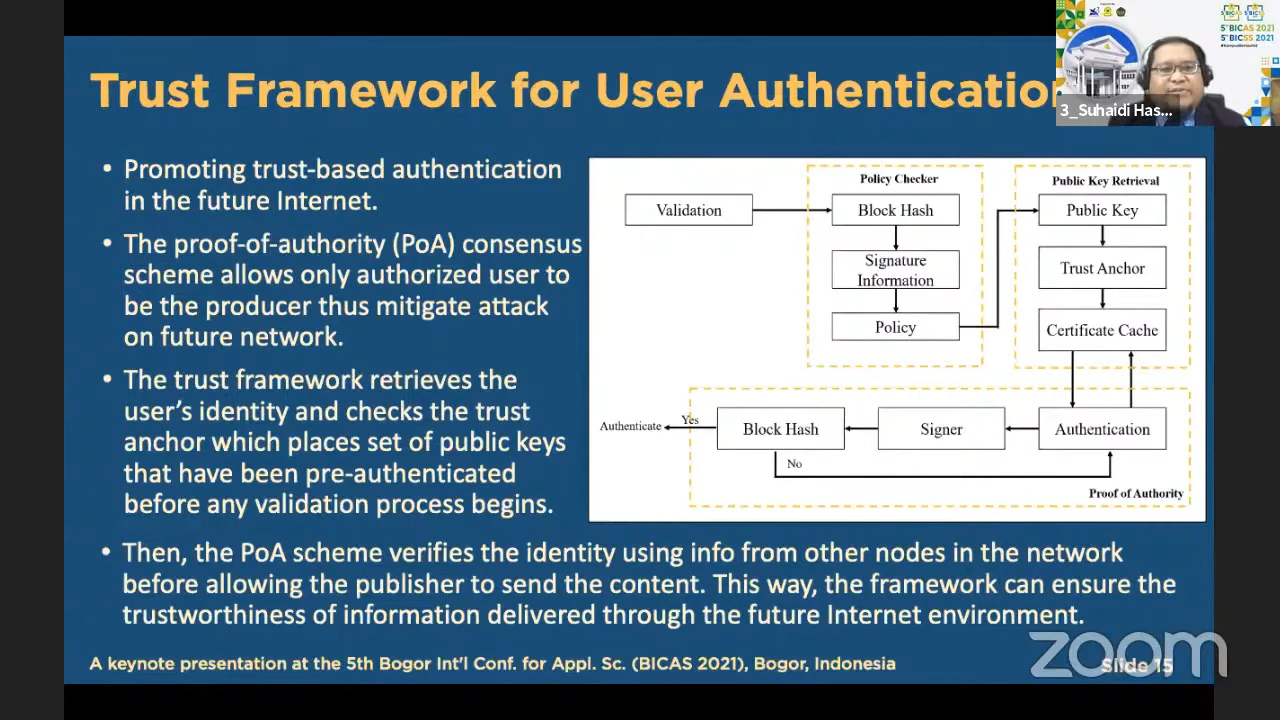 Trust Framework for User Authentication
5th BICAS 2021
5th BICSS 2021
3_Suhaidi Has...
• Promoting trust-based authentication
in the future Internet.
• The proof-of-authority (PoA) consensus
scheme allows only authorized user to
be the producer thus mitigate attack
on future network.
• The trust framework retrieves the
user's identity and checks the trust
anchor which places set of public keys
that have been pre-authenticated
before any validation process begins.
Policy Checker
Public Key Retrieval
Validation
Block Hash
Public Key
Signature
Information
Trust Anchor
Policy
Certificate Cache
Authenticate
Yes
Block Hash
Signer
Authentication
No
Proof of Authority
• Then, the PoA scheme verifies the identity using info from other nodes in the network
before allowing the publisher to send the content. This way, the framework can ensure the
trustworthiness of information delivered through the future Internet environment.
A keynote presentation at the 5th Bogor Int'l Conf. for Appl. Sc. (BICAS 2021), Bogor, Indonesia
Slide 15
zoom